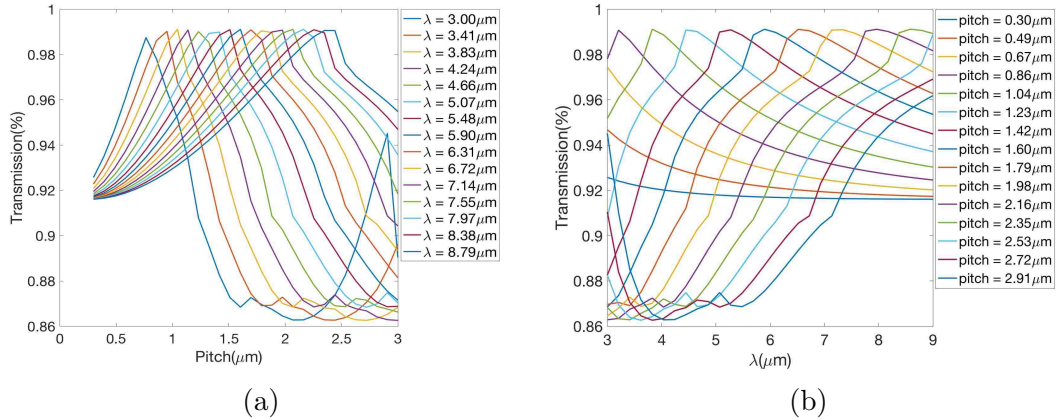 1
0.98
0.96
0.94
0.92
0.9
0.88
0.86
Transmission(%)
0
0.5
1
1.5
2
2.5
3
Pitch(μm)
λ = 3.00μm
λ = 3.41μm
λ = 3.83μm
λ = 4.24μm
λ = 4.66μm
λ = 5.07μm
λ = 5.48μm
λ = 5.90μm
λ = 6.31μm
λ = 6.72μm
λ = 7.14μm
λ = 7.55μm
λ = 7.97μm
λ = 8.38μm
λ = 8.79μm
(a)
1
0.98
0.96
0.94
0.92
0.9
0.88
0.86
Transmission(%)
3
4
5
6
7
8
9
λ(μm)
pitch = 0.30μm
pitch = 0.49μm
pitch = 0.67μm
pitch = 0.86μm
pitch = 1.04μm
pitch = 1.23μm
pitch = 1.42μm
pitch = 1.60μm
pitch = 1.79μm
pitch = 1.98μm
pitch = 2.16μm
pitch = 2.35μm
pitch = 2.53μm
pitch = 2.72μm
pitch = 2.91μm
(b)